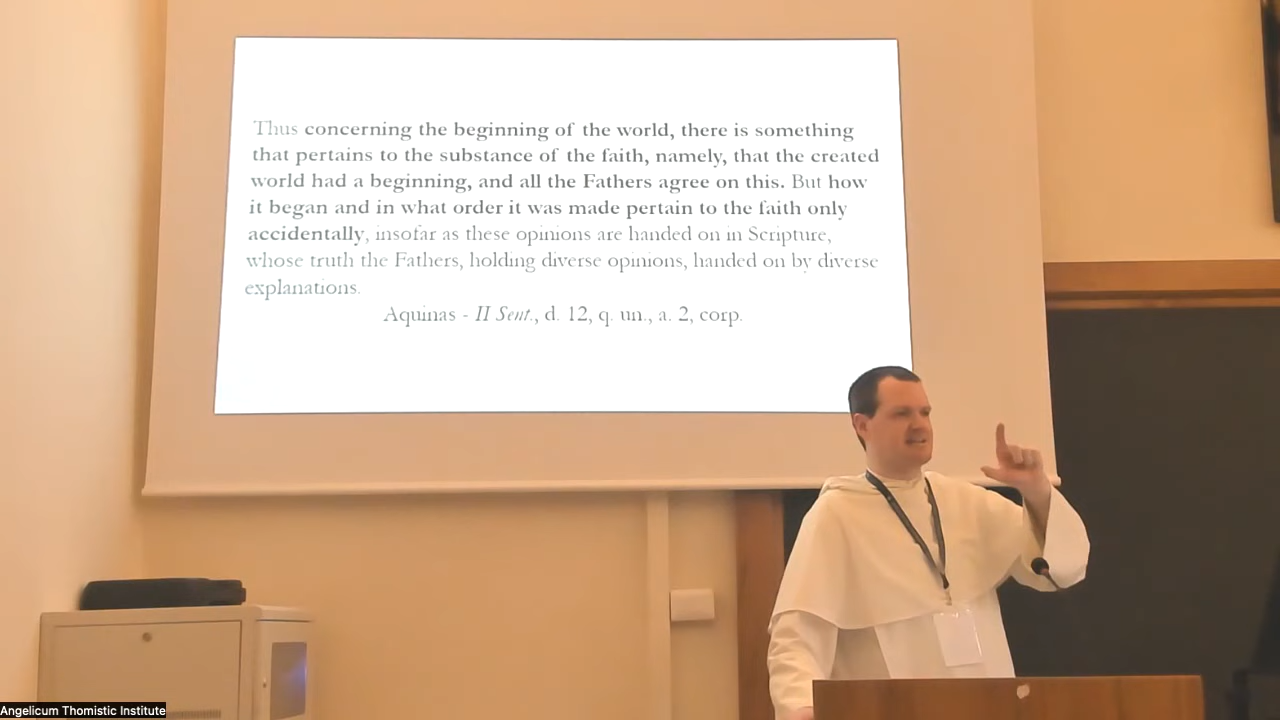 Thus concerning the beginning of the world, there is something
that pertains to the substance of the faith, namely, that the created
world had a beginning, and all the Fathers agree on this. But how
it began and in what order it was made pertain to the faith only
accidentally, insofar as these opinions are handed on in Scripture,
whose truth the Fathers, holding diverse opinions, handed on by diverse
explanations.
Aquinas - II Sent., d. 12, q. un., a. 2, corp.
Angelicum Thomistic Institute